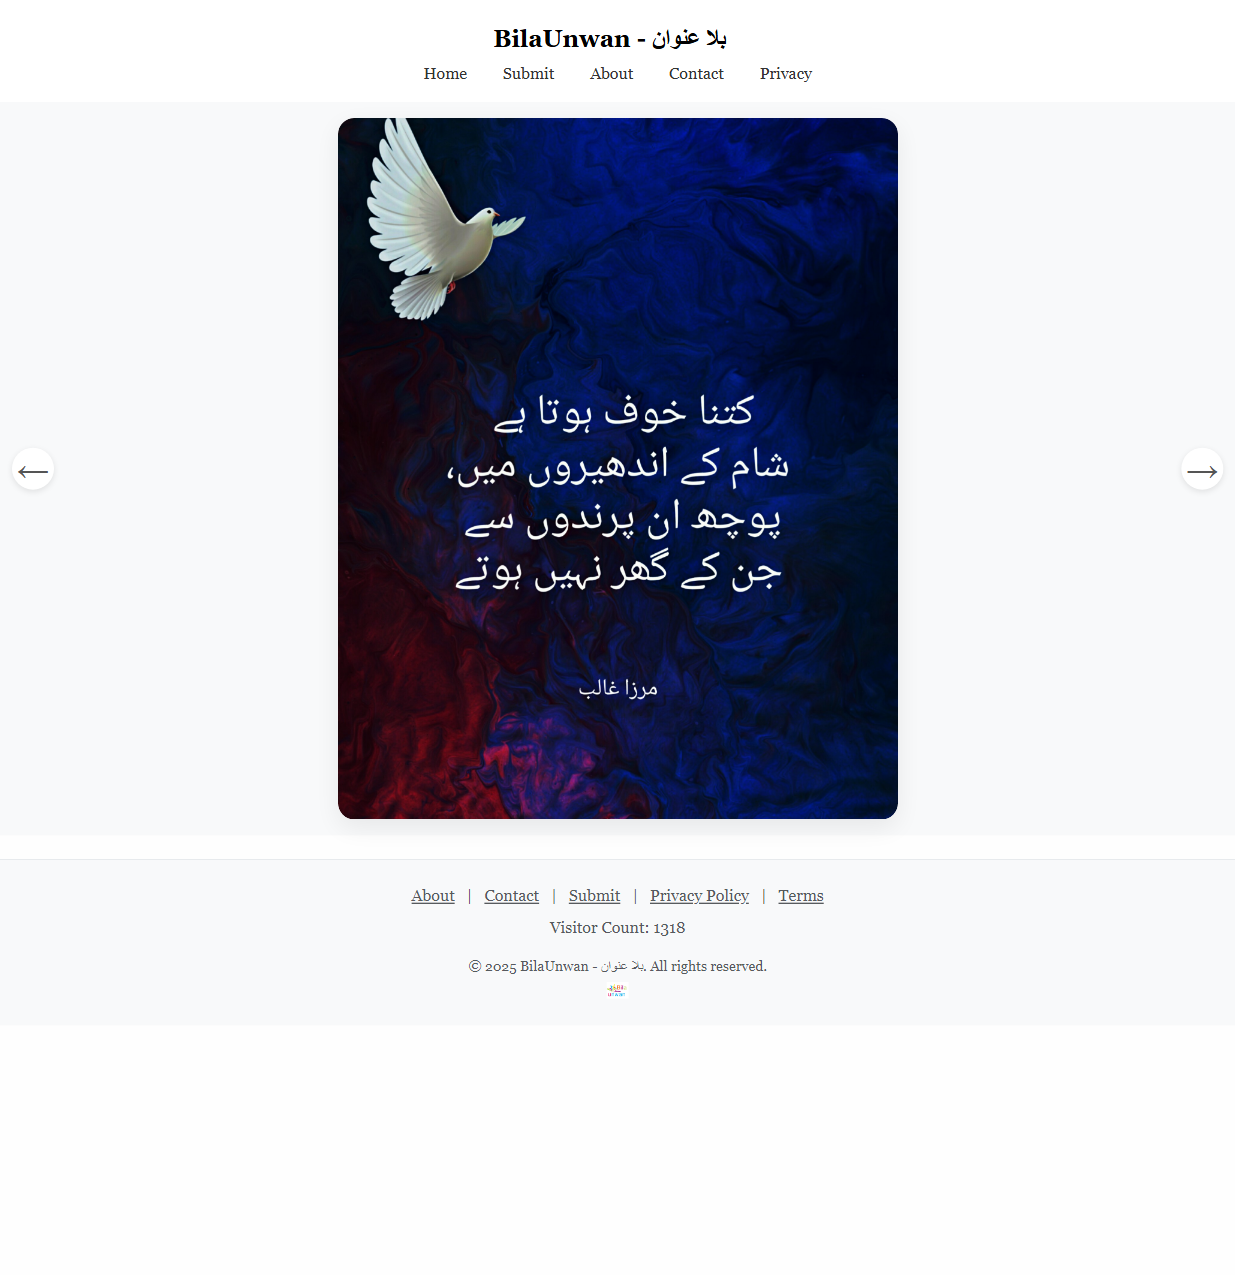 BilaUnwan - بلا عنوان
Home Submit About Contact Privacy
کتنا خوف ہوتا ہے
شام کے اندھیروں میں،
پوچھ ان پرندوں سے
جن کے گھر نہیں ہوتے
مرزا غالب
← →
About | Contact | Submit | Privacy Policy | Terms
Visitor Count: 1318
© 2025 BilaUnwan - بلا عنوان. All rights reserved.